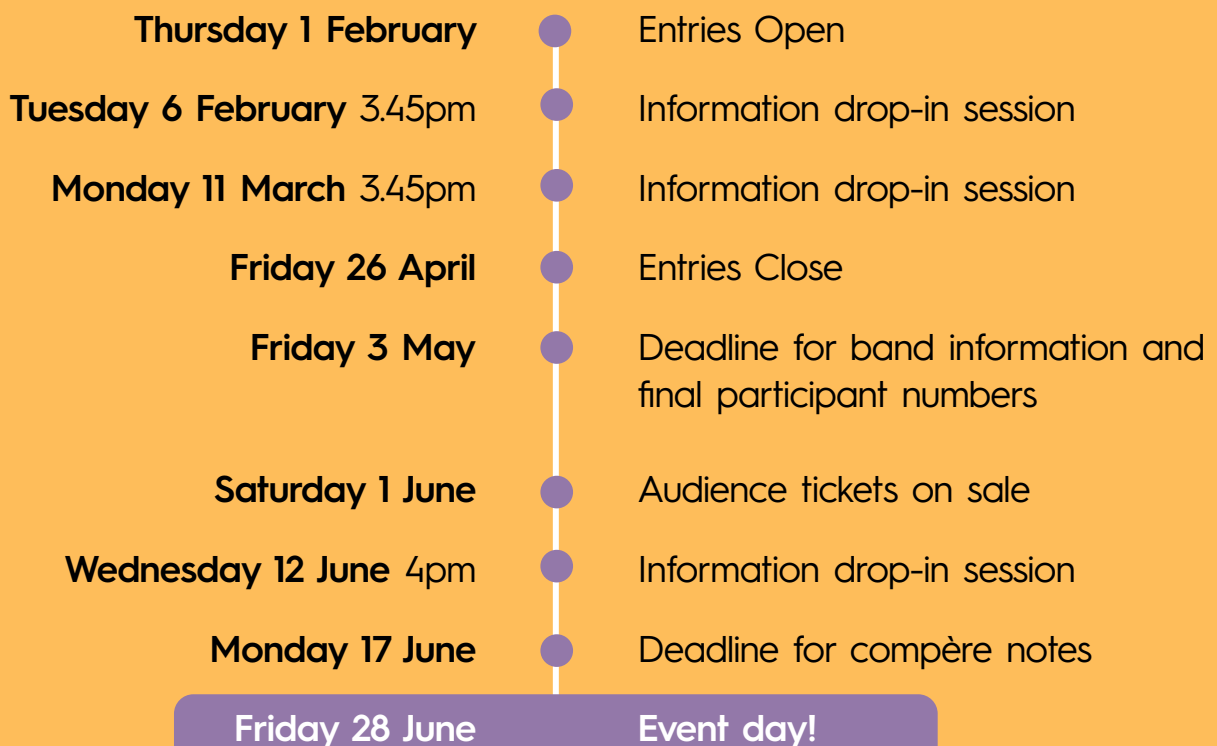 Thursday 1 February Entries Open
Tuesday 6 February 3.45pm Information drop-in session
Monday 11 March 3.45pm Information drop-in session
Friday 26 April Entries Close
Friday 3 May Deadline for band information and
final participant numbers
Saturday 1 June Audience tickets on sale
Wednesday 12 June 4pm Information drop-in session
Monday 17 June Deadline for compère notes
Friday 28 June Event day!